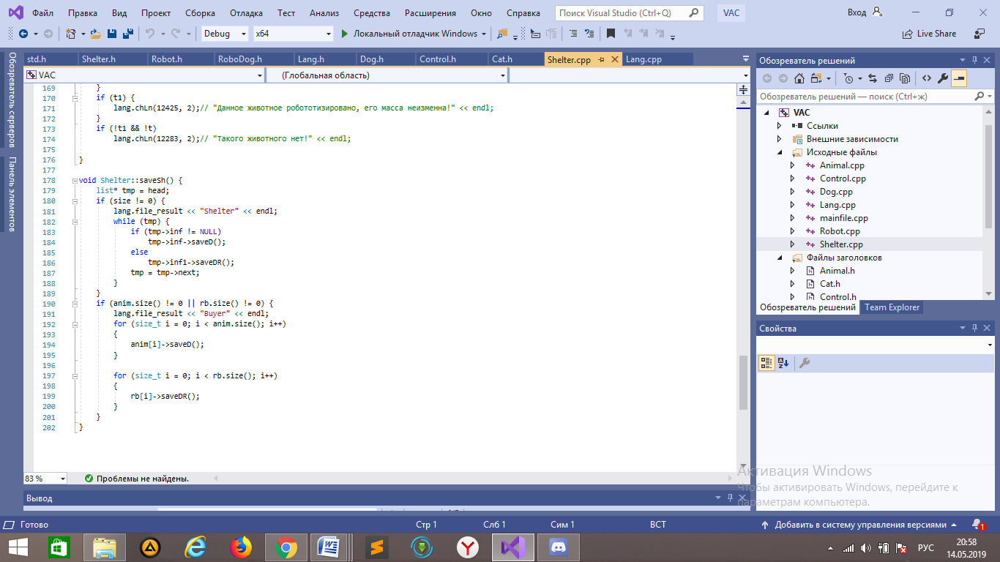 Файл Правка Вид Проект Сборка Отладка Тест Анализ Средства Расширения Окно Справка Поиск Visual Studio (Ctrl+Q) VAC Вход
Debug x64 Локальный отладчик Windows Live Share
Обозреватель серверов
Панель элементов
std.h Shelter.h Robot.h RoboDog.h Lang.h Dog.h Control.h Cat.h Shelter.cpp Lang.cpp
VAC (Глобальная область)
169 }
170 if (t1) {
171 lang.chLn(12425, 2);// "Данное животное робототизировано, его масса неизменна!" << endl;
172 }
173 if (!t1 && !t)
174 lang.chLn(12283, 2);// "Такого животного нет!" << endl;
175
176 }
177
178 void Shelter::saveSh() {
179 list* tmp = head;
180 if (size != 0) {
181 lang.file_result << "Shelter" << endl;
182 while (tmp) {
183 if (tmp->inf != NULL)
184 tmp->inf->saveD();
185 else
186 tmp->inf1->saveDR();
187 tmp = tmp->next;
188 }
189 }
190 if (anim.size() != 0 || rb.size() != 0) {
191 lang.file_result << "Buyer" << endl;
192 for (size_t i = 0; i < anim.size(); i++)
193 {
194 anim[i]->saveD();
195 }
196
197 for (size_t i = 0; i < rb.size(); i++)
198 {
199 rb[i]->saveDR();
200 }
201 }
202 }
83 % Проблемы не найдены.
Вывод
Обозреватель решений
Обозреватель решений — поиск (Ctrl+ж)
VAC
Ссылки
Внешние зависимости
Исходные файлы
Animal.cpp
Control.cpp
Dog.cpp
Lang.cpp
mainfile.cpp
Robot.cpp
Shelter.cpp
Файлы заголовков
Animal.h
Cat.h
Control.h
Обозреватель решений Team Explorer
Свойства
Активация Windows
Чтобы активировать Windows, перейдите к
параметрам компьютера.
Готово Стр 1 Слб 1 Сим 1 ВСТ Добавить в систему управления версиями 1
РУС 20:58
14.05.2019